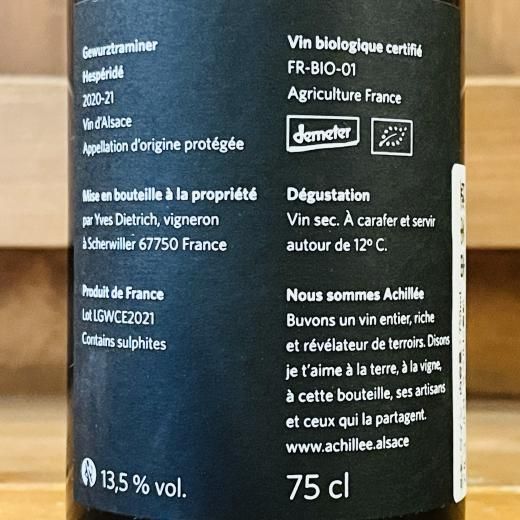 Gewurztraminer
Hespéridé
2020-21
Vin d'Alsace
Appellation d'origine protégée
Mise en bouteille à la propriété
par Yves Dietrich, vigneron
à Scherwiller 67750 France
Produit de France
Lot LGWCE2021
Contains sulphites
13,5 % vol.
Vin biologique certifié
FR-BIO-01
Agriculture France
demeter
Dégustation
Vin sec. À carafer et servir
autour de 12º C.
Nous sommes Achillée
Buvons un vin entier, riche
et révélateur de terroirs. Disons
je t'aime à la terre, à la vigne,
à cette bouteille, ses artisans
et ceux qui la partagent.
www.achillee.alsace
75 cl